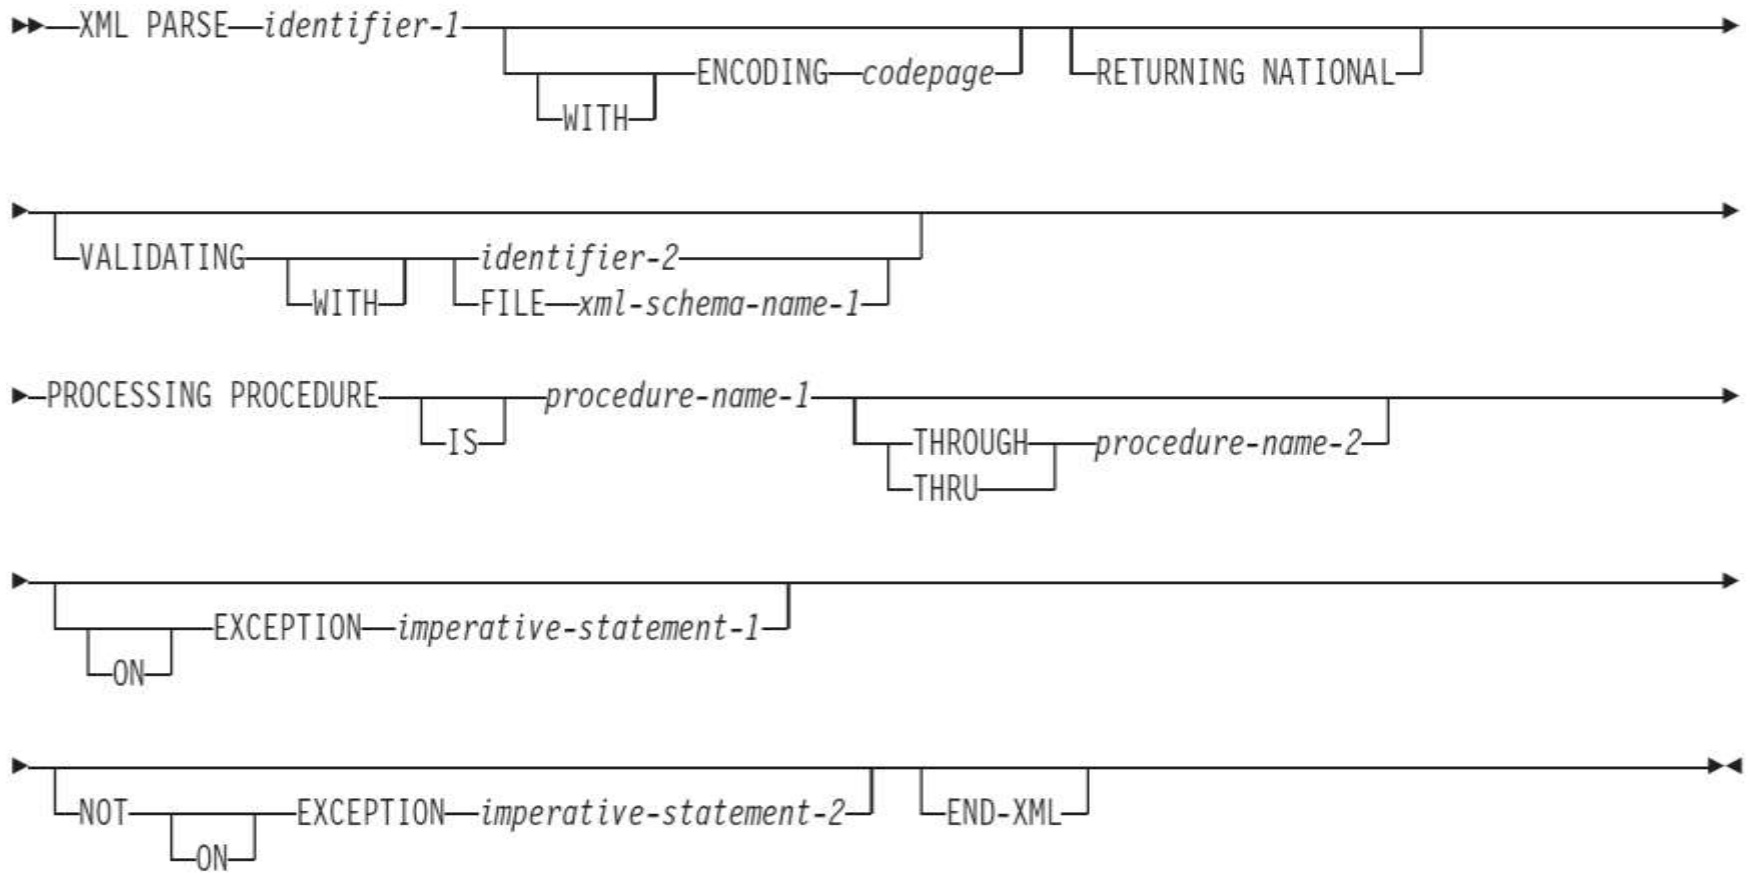 XML PARSE identifier-1
ENCODING codepage RETURNING NATIONAL
WITH
VALIDATING identifier-2
WITH FILE xml-schema-name-1
PROCESSING PROCEDURE procedure-name-1
IS THROUGH procedure-name-2
THRU
EXCEPTION imperative-statement-1
ON
NOT EXCEPTION imperative-statement-2 END-XML
ON